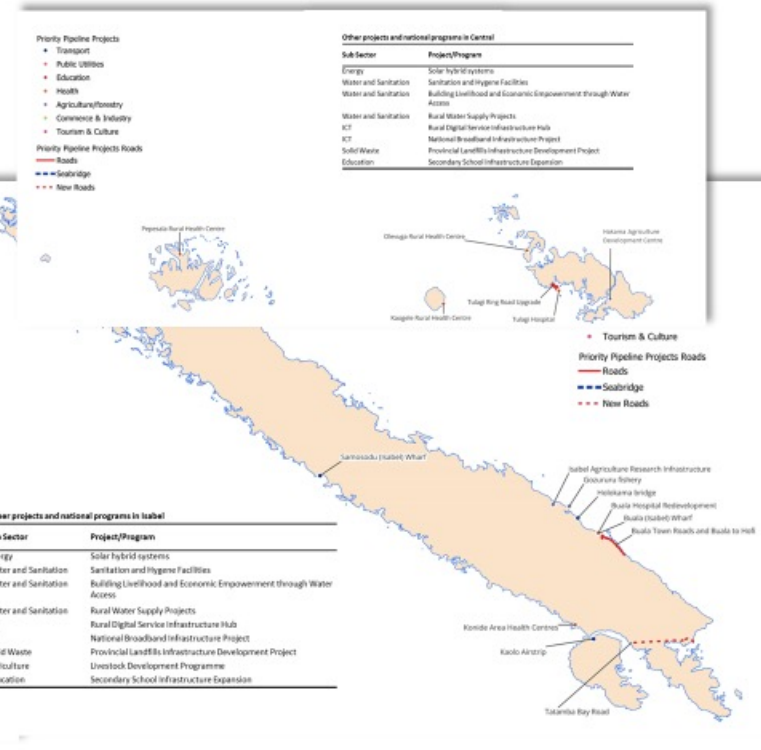 Priority Pipeline Projects
Transport
Public Utilities
Education
Health
Agriculture/forestry
Commerce & Industry
Tourism & Culture
Priority Pipeline Projects Roads
Roads
Seabridge
New Roads
Other projects and national programs in Central
Sub Sector Project/Program
Energy Solar hybrid systems
Water and Sanitation Sanitation and Hygene Facilities
Water and Sanitation Building Livelihood and Economic Empowerment through Water
Access
Water and Sanitation Rural Water Supply Projects
ICT Rural Digital Service Infrastructure Hub
ICT National Broadband Infrastructure Project
Solid Waste Provincial Landfills Infrastructure Development Project
Education Secondary School Infrastructure Expansion
Pepesala Rural Health Centre
Olevuga Rural Health Centre
Hatama Agriculture
Development Centre
Tulagi Ring Road Upgrade
Kaogele Rural Health Centre
Tulagi Hospital
Tourism & Culture
Priority Pipeline Projects Roads
Roads
Seabridge
New Roads
Samosodu (Isabel) Wharf
Isabel Agriculture Research Infrastructure
Gozururu fishery
Holekama bridge
Buala Hospital Redevelopment
Buala (Isabel) Wharf
Buala Town Roads and Buala to Hofi
her projects and national programs in Isabel
Sector Project/Program
rgy Solar hybrid systems
ter and Sanitation Sanitation and Hygene Facilities
ter and Sanitation Building Livelihood and Economic Empowerment through Water
Access
ter and Sanitation Rural Water Supply Projects
Rural Digital Service Infrastructure Hub
National Broadband Infrastructure Project
d Waste Provincial Landfills Infrastructure Development Project
iculture Livestock Development Programme
cation Secondary School Infrastructure Expansion
Konide Area Health Centres
Kaolo Airstrip
Tatamba Bay Road